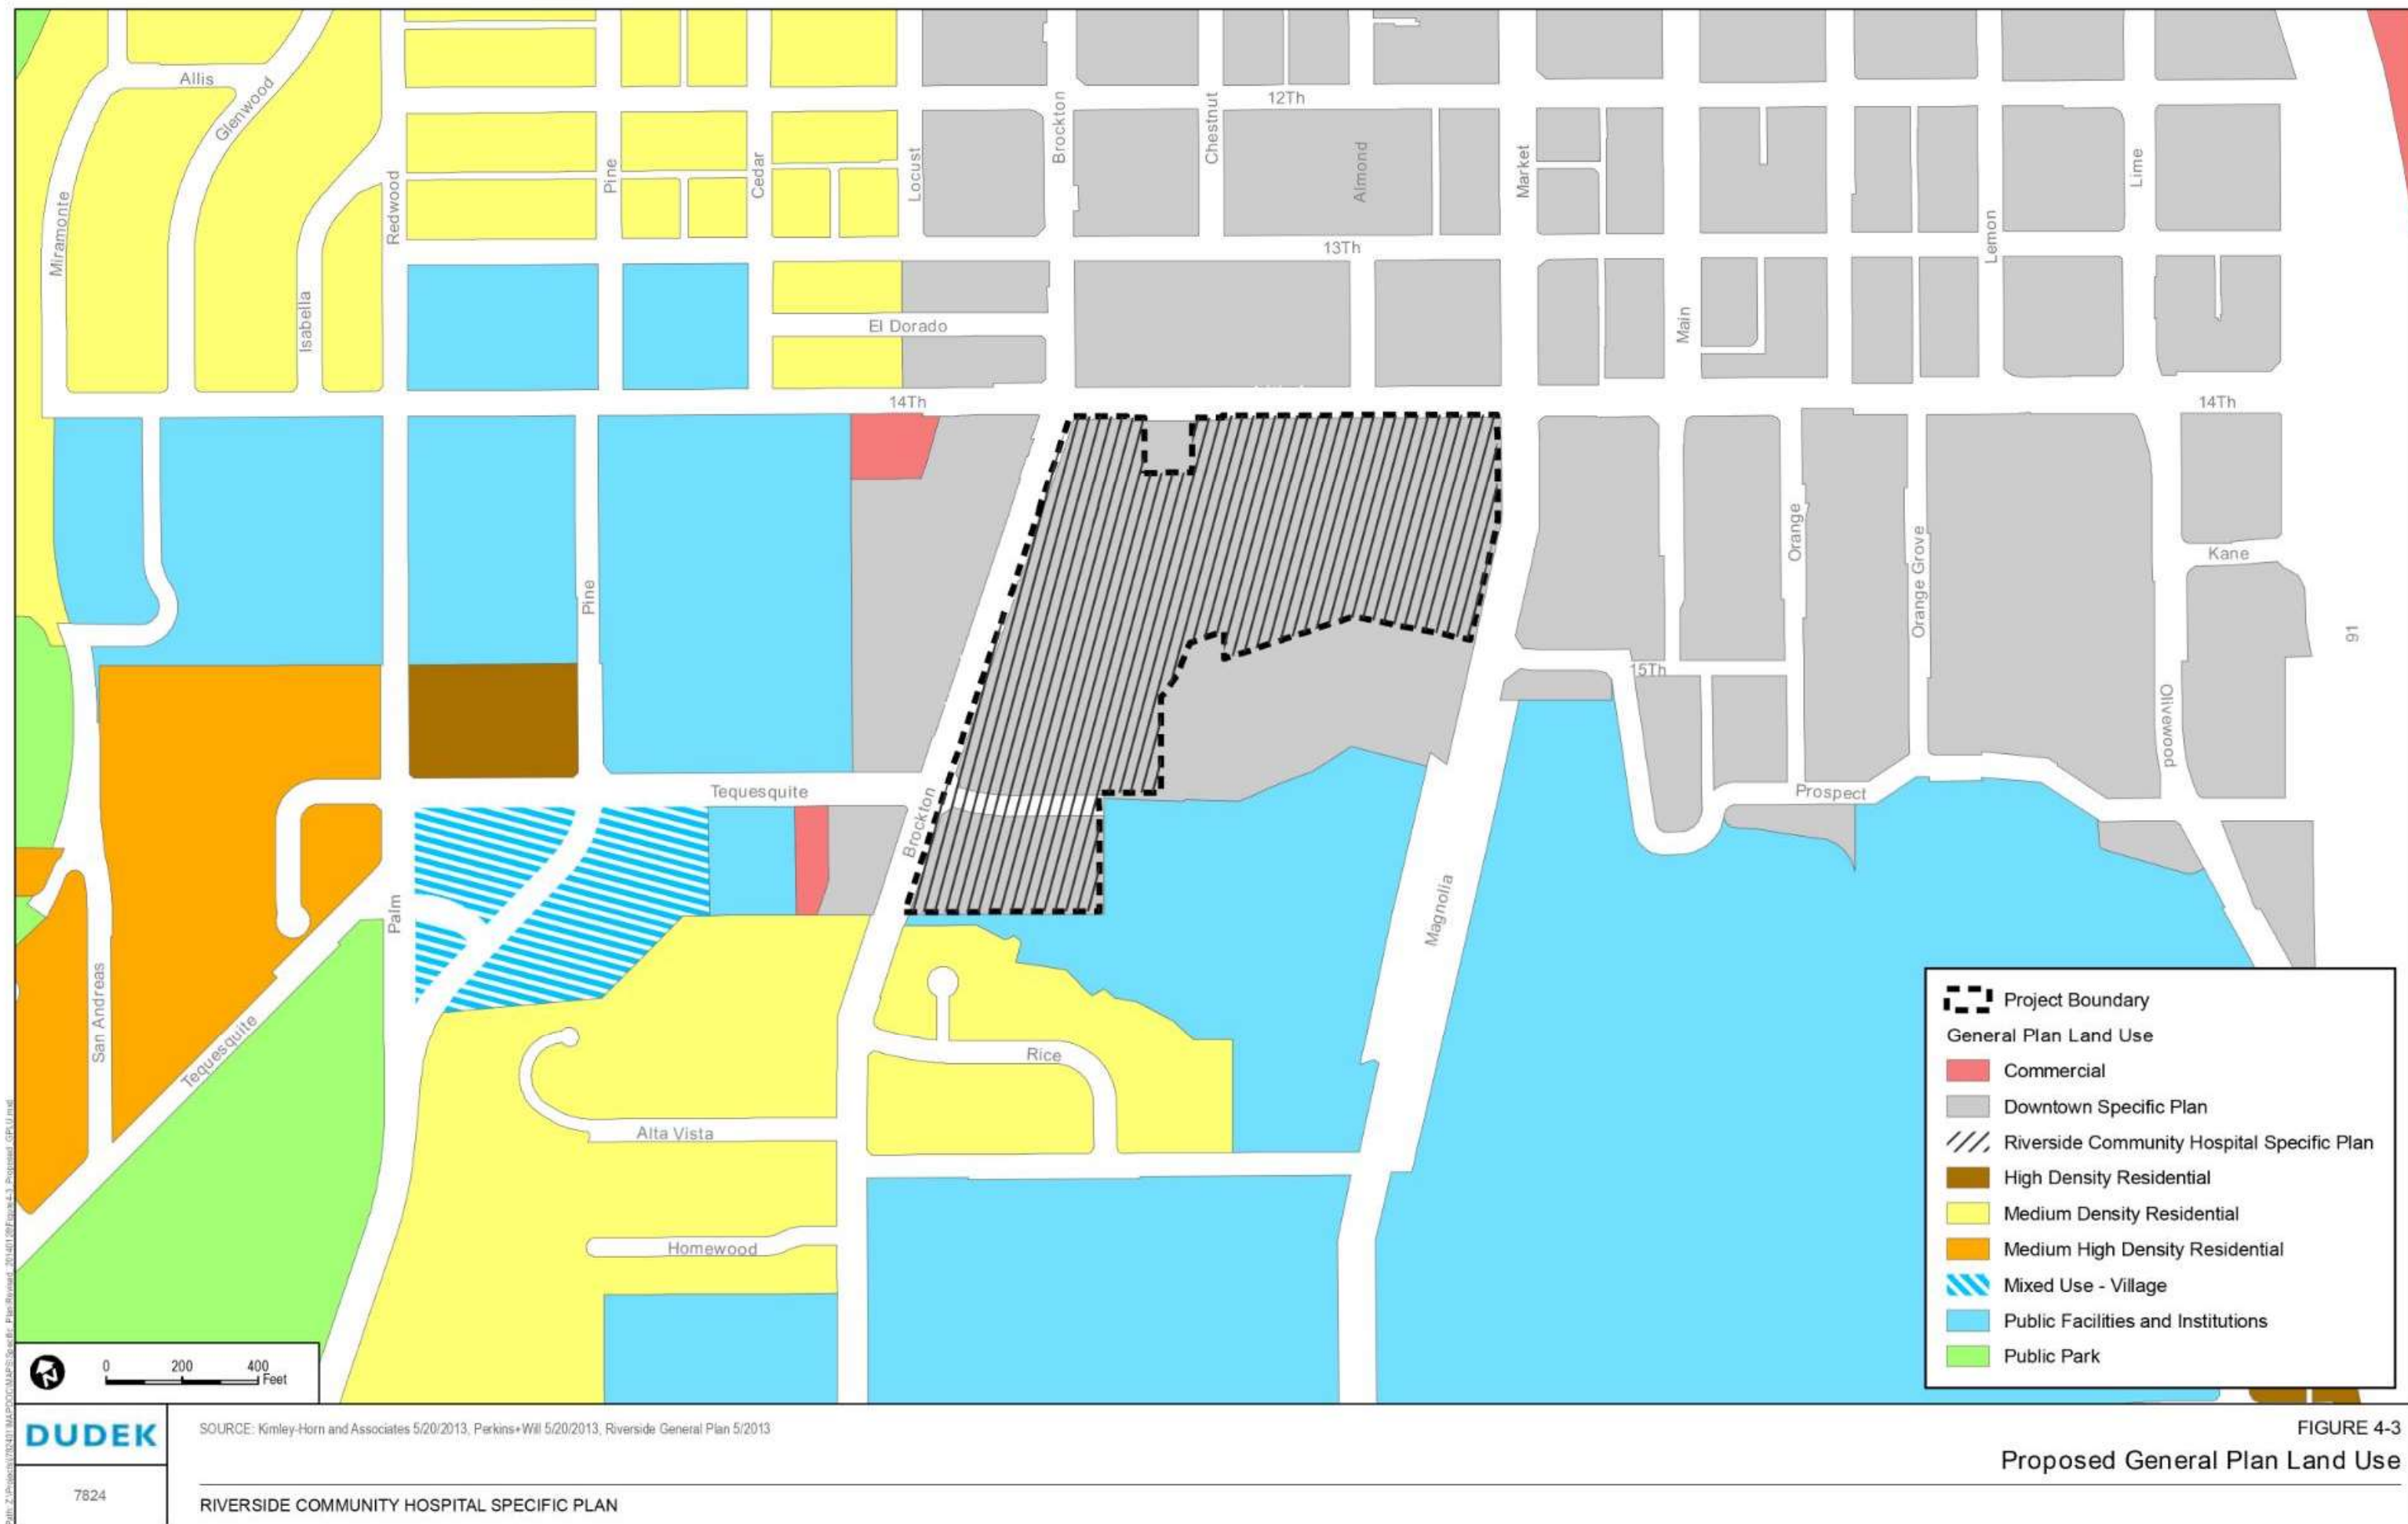 Allis
Glenwood
Miramonte
Isabella
Redwood
Pine
Cedar
Locust
Brockton
Chestnut
12Th
Almond
Market
Main
Lemon
Lime
13Th
El Dorado
14Th
14Th
Pine
Orange
Orange Grove
Kane
91
15Th
Olivewood
Tequesquite
Brockton
Prospect
Palm
Magnolia
San Andreas
Tequesquite
Rice
Alta Vista
Homewood
Project Boundary
General Plan Land Use
Commercial
Downtown Specific Plan
Riverside Community Hospital Specific Plan
High Density Residential
Medium Density Residential
Medium High Density Residential
Mixed Use - Village
Public Facilities and Institutions
Public Park
N
0 200 400
Feet
DUDEK
7824
SOURCE: Kimley-Horn and Associates 5/20/2013, Perkins+Will 5/20/2013, Riverside General Plan 5/2013
RIVERSIDE COMMUNITY HOSPITAL SPECIFIC PLAN
FIGURE 4-3
Proposed General Plan Land Use